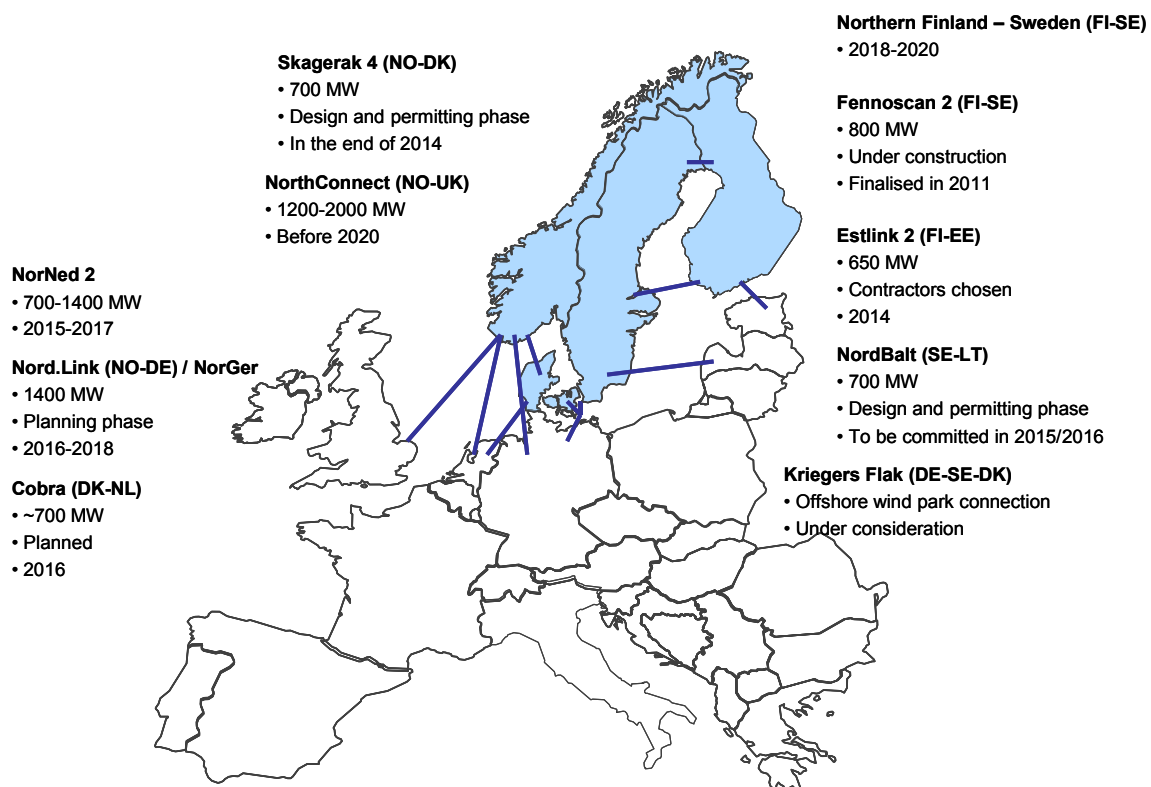 Northern Finland – Sweden (FI-SE)
• 2018-2020
Skagerak 4 (NO-DK)
• 700 MW
• Design and permitting phase
• In the end of 2014
Fennoscan 2 (FI-SE)
• 800 MW
• Under construction
• Finalised in 2011
NorthConnect (NO-UK)
• 1200-2000 MW
• Before 2020
Estlink 2 (FI-EE)
• 650 MW
• Contractors chosen
• 2014
NorNed 2
• 700-1400 MW
• 2015-2017
NordBalt (SE-LT)
• 700 MW
• Design and permitting phase
• To be committed in 2015/2016
Nord.Link (NO-DE) / NorGer
• 1400 MW
• Planning phase
• 2016-2018
Kriegers Flak (DE-SE-DK)
• Offshore wind park connection
• Under consideration
Cobra (DK-NL)
• ~700 MW
• Planned
• 2016